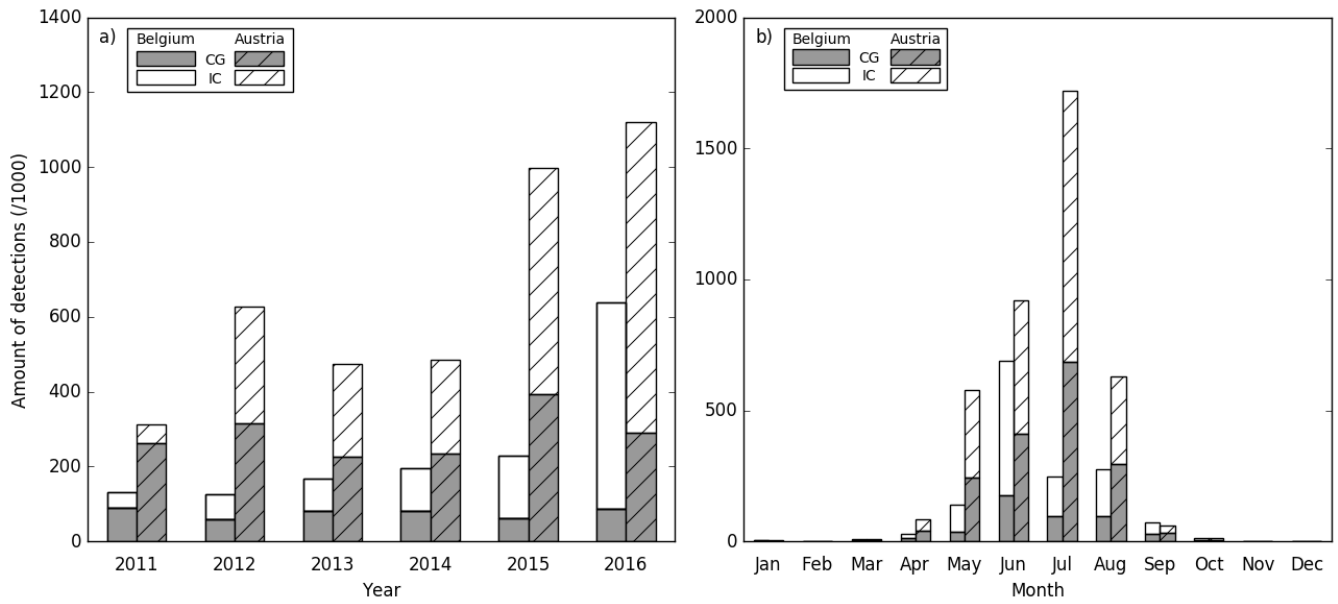 a)
Belgium Austria
CG
IC
Amount of detections (/1000)
1400
1200
1000
800
600
400
200
0
2011 2012 2013 2014 2015 2016
Year
b)
Belgium Austria
CG
IC
2000
1500
1000
500
0
Jan Feb Mar Apr May Jun Jul Aug Sep Oct Nov Dec
Month